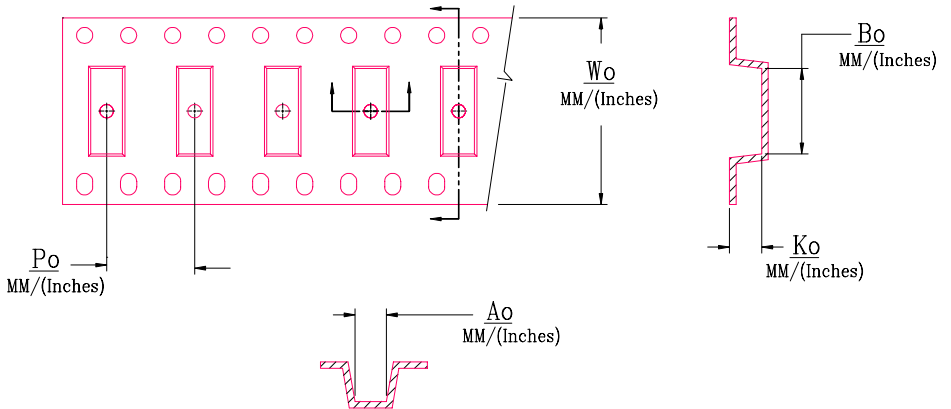 Wo
MM/(Inches)
Bo
MM/(Inches)
Po
MM/(Inches)
Ko
MM/(Inches)
Ao
MM/(Inches)